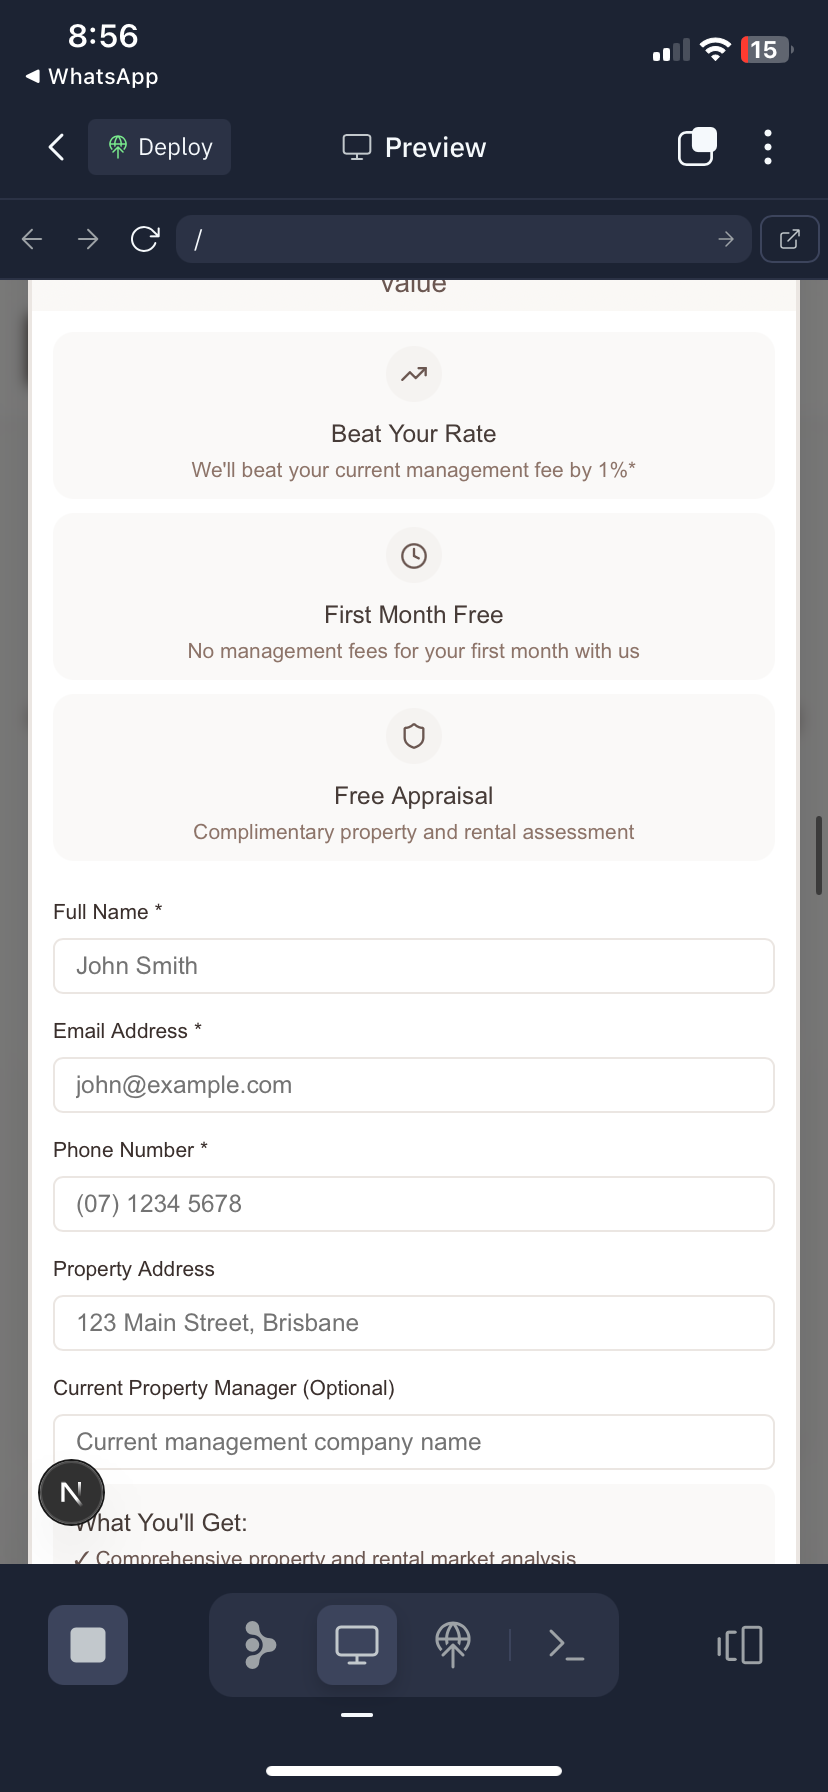 8:56
15
WhatsApp
Deploy
Preview
/
value
Beat Your Rate
We'll beat your current management fee by 1%*
First Month Free
No management fees for your first month with us
Free Appraisal
Complimentary property and rental assessment
Full Name *
John Smith
Email Address *
john@example.com
Phone Number *
(07) 1234 5678
Property Address
123 Main Street, Brisbane
Current Property Manager (Optional)
Current management company name
N
What You'll Get:
✓ Comprehensive property and rental market analysis